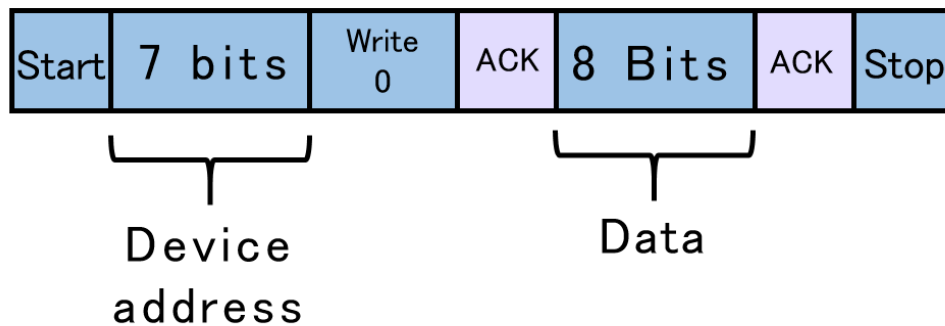 Start
7 bits
Write
0
ACK
8 Bits
ACK
Stop
Device
address
Data